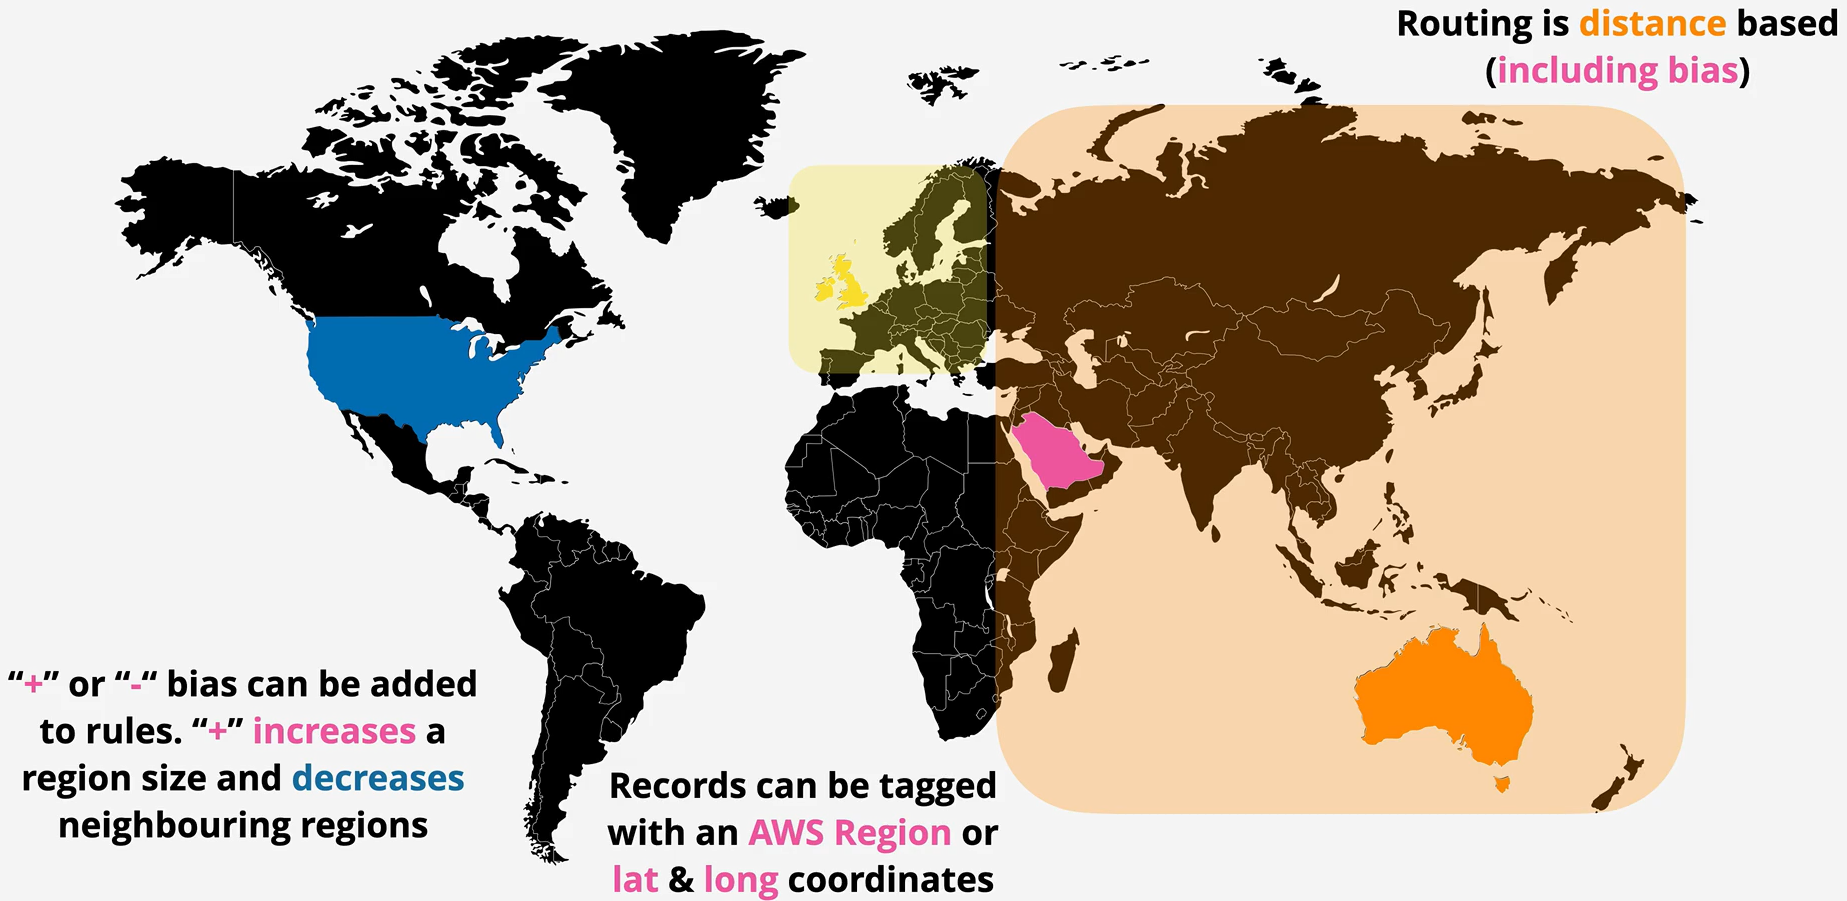 Routing is distance based
(including bias)
“+” or “-“ bias can be added
to rules. “+” increases a
region size and decreases
neighbouring regions
Records can be tagged
with an AWS Region or
lat & long coordinates